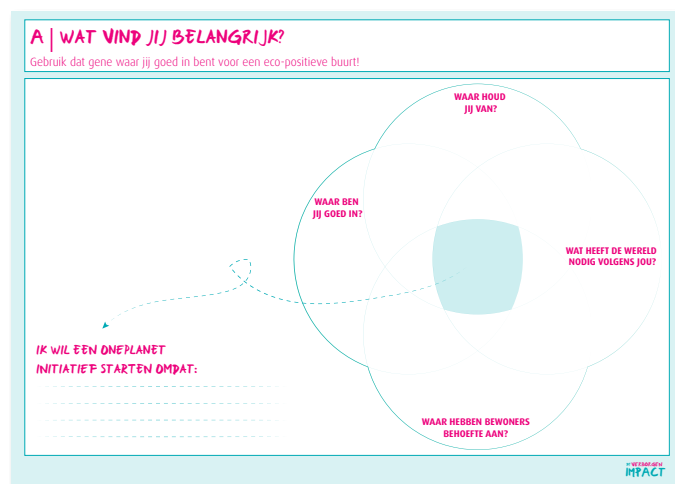 A | WAT VIND JIJ BELANGRIJK?
Gebruik dat gene waar jij goed in bent voor een eco-positieve buurt!
WAAR HOUD
JIJ VAN?
WAAR BEN
JIJ GOED IN?
WAT HEEFT DE WERELD
NODIG VOLGENS JOU?
IK WIL EEN ONEPLANET
INITIATIEF STARTEN OMDAT:
WAAR HEBBEN BEWONERS
BEHOEFTE AAN?
VERBORGEN
IMPACT